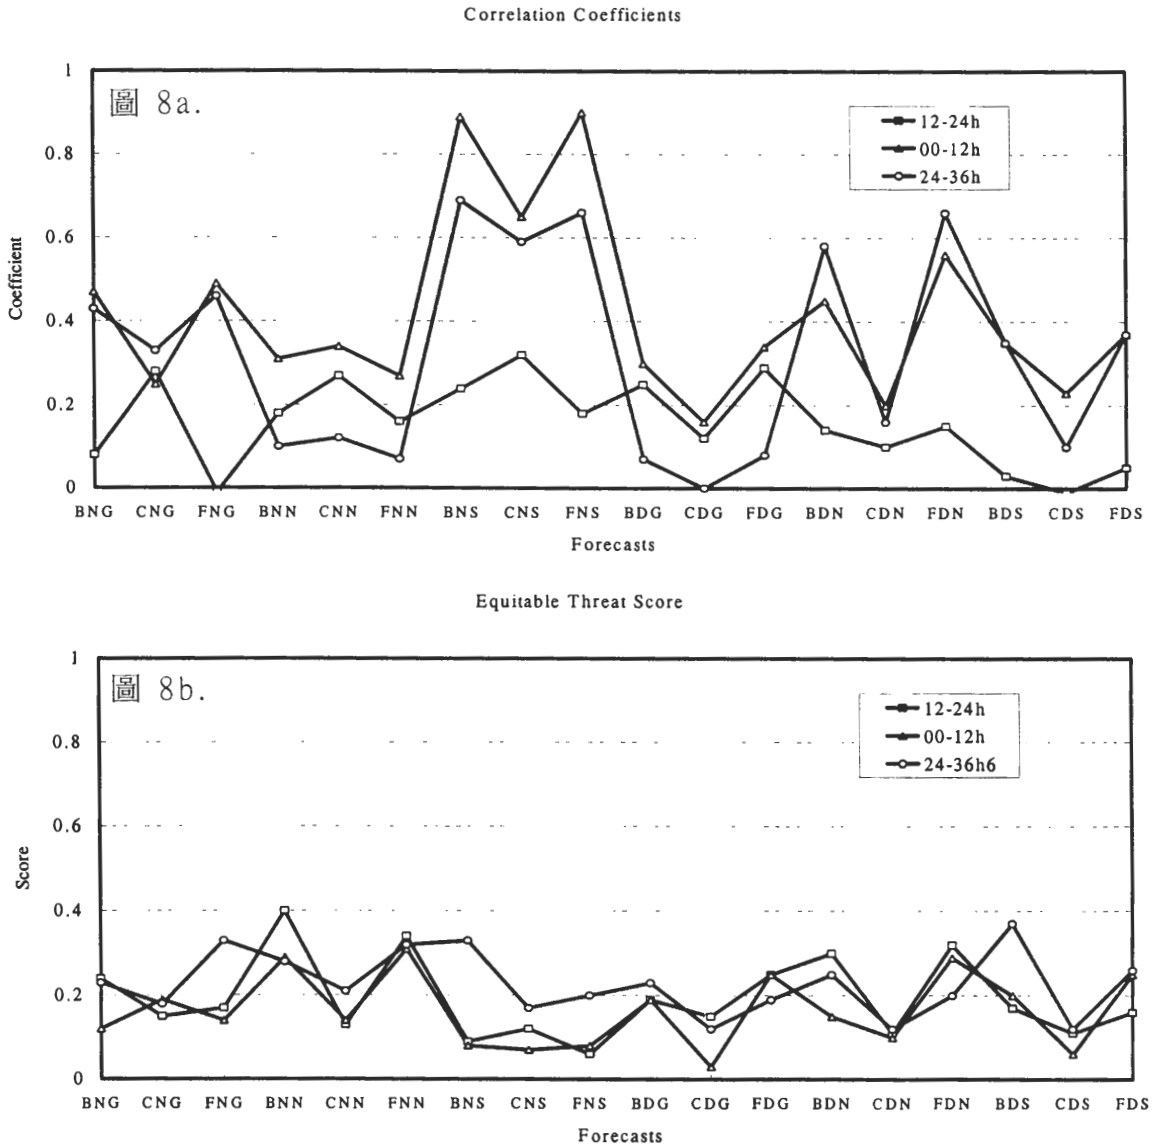 Correlation Coefficients
圖 8a.
1
0.8
0.6
0.4
0.2
0
Coefficient
12-24h
00-12h
24-36h
BNG CNG FNG BNN CNN FNN BNS CNS FNS BDG CDG FDG BDN CDN FDN BDS CDS FDS
Forecasts
Equitable Threat Score
圖 8b.
1
0.8
0.6
0.4
0.2
0
Score
12-24h
00-12h
24-36h6
BNG CNG FNG BNN CNN FNN BNS CNS FNS BDG CDG FDG BDN CDN FDN BDS CDS FDS
Forecasts